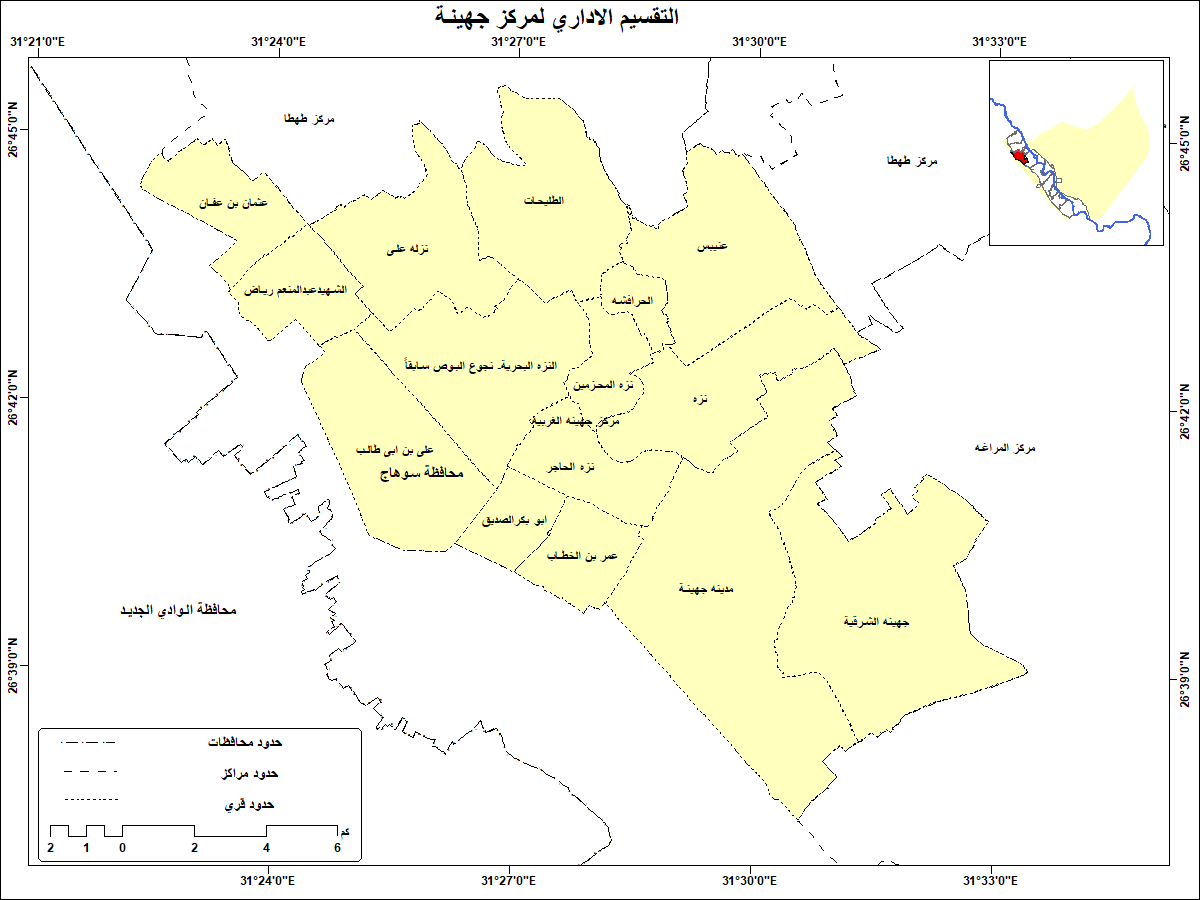 التقسيم الاداري لمركز جهينة
31°21'0"E
31°24'0"E
31°27'0"E
31°30'0"E
31°33'0"E
26°45'0"N
26°45'0"N
مركز طهطا
مركز طهطا
عثمان بن عفان
الطليحات
نزله على
عنيبس
الشهيدعبدالمنعم رياض
الحرافشه
النزه البحرية- نجوع البوص سابقاً
نزه المحزمين
نزه
26°42'0"N
26°42'0"N
مركز جهينه الغربية
على بن ابى طالب
محافظة سوهاج
نزه الحاجر
مركز المراغه
ابو بكرالصديق
عمر بن الخطاب
مدينه جهينة
محافظة الوادي الجديد
جهينه الشرقية
26°39'0"N
26°39'0"N
حدود محافظات
حدود مراكز
حدود قري
كم
2 1 0 2 4 6
31°24'0"E
31°27'0"E
31°30'0"E
31°33'0"E